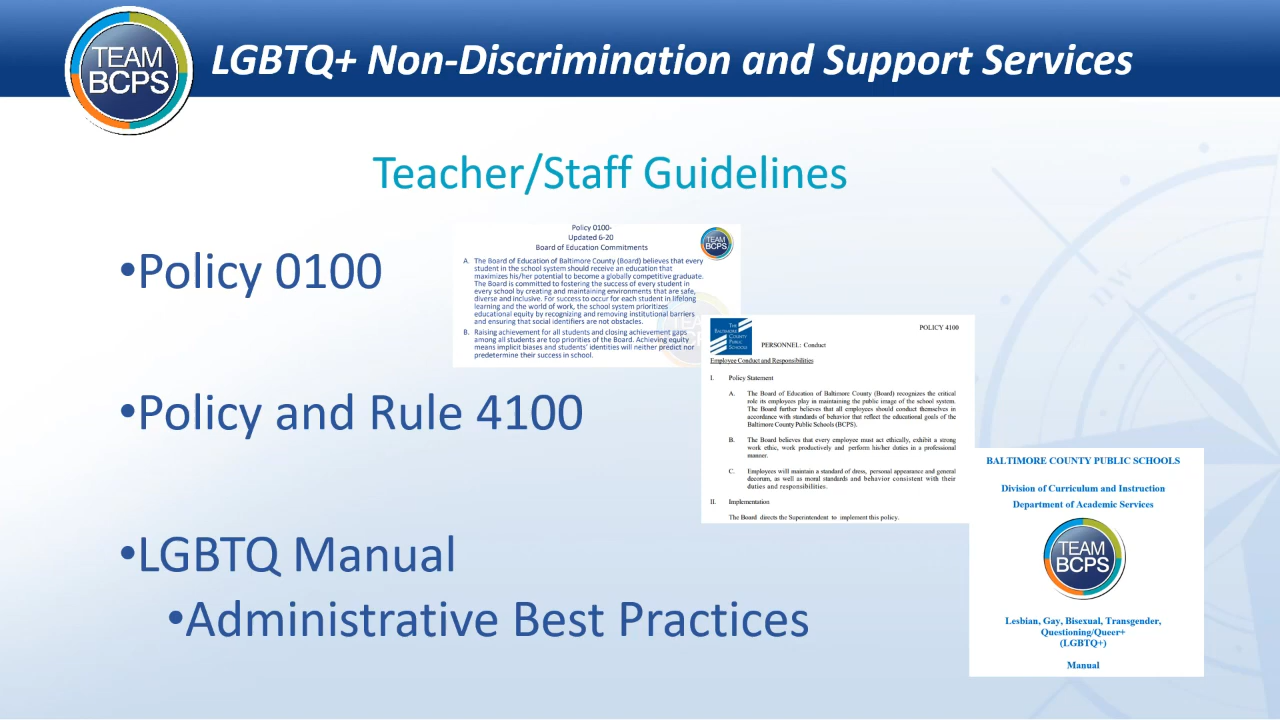 TEAM
BCPS
LGBTQ+ Non-Discrimination and Support Services
Teacher/Staff Guidelines
•Policy 0100
Policy 0100-
Updated 6-20
Board of Education Commitments
TEAM
BCPS
A. The Board of Education of Baltimore County (Board) believes that every
student in the school system should receive an education that
maximizes his/her potential to become a globally competitive graduate.
The Board is committed to fostering the success of every student in
every school by creating and maintaining environments that are safe,
diverse and inclusive. For success to occur for each student in lifelong
learning and the world of work, the school system prioritizes
educational equity by recognizing and removing institutional barriers
and ensuring that social identifiers are not obstacles.
B. Raising achievement for all students and closing achievement gaps
among all students are top priorities of the Board. Achieving equity
means implicit biases and students' identities will neither predict nor
predetermine their success in school.
•Policy and Rule 4100
THE
BALTIMORE
COUNTY
PUBLIC
SCHOOLS
POLICY 4100
PERSONNEL: Conduct
Employee Conduct and Responsibilities
I. Policy Statement
A. The Board of Education of Baltimore County (Board) recognizes the critical
role its employees play in maintaining the public image of the school system.
The Board further believes that all employees should conduct themselves in
accordance with standards of behavior that reflect the educational goals of the
Baltimore County Public Schools (BCPS).
B. The Board believes that every employee must act ethically, exhibit a strong
work ethic, work productively and perform his/her duties in a professional
manner.
C. Employees will maintain a standard of dress, personal appearance and general
decorum, as well as moral standards and behavior consistent with their
duties and responsibilities.
II. Implementation
The Board directs the Superintendent to implement this policy.
•LGBTQ Manual
•Administrative Best Practices
BALTIMORE COUNTY PUBLIC SCHOOLS
Division of Curriculum and Instruction
Department of Academic Services
TEAM
BCPS
Lesbian, Gay, Bisexual, Transgender,
Questioning/Queer+
(LGBTQ+)
Manual